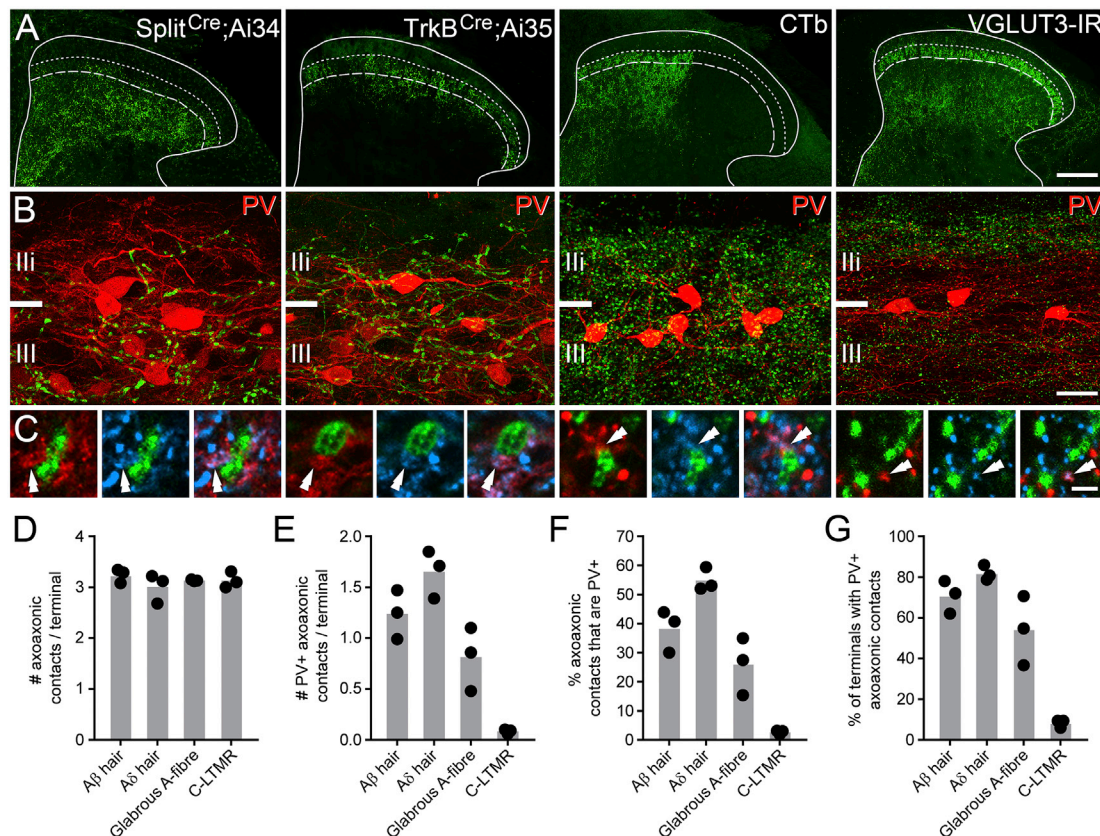 A
Split^Cre;Ai34
TrkB^Cre;Ai35
CTb
VGLUT3-IR
B
PV
PV
PV
PV
IIi
IIi
IIi
IIi
III
III
III
III
C
D
# axoaxonic
contacts / terminal
4
3
2
1
0
Aβ hair
Aδ hair
Glabrous A-fibre
C-LTMR
E
# PV+ axoaxonic
contacts / terminal
2.0
1.5
1.0
0.5
0.0
Aβ hair
Aδ hair
Glabrous A-fibre
C-LTMR
F
% axoaxonic
contacts that are PV+
70
60
50
40
30
20
10
0
Aβ hair
Aδ hair
Glabrous A-fibre
C-LTMR
G
% of terminals with PV+
axoaxonic contacts
100
80
60
40
20
0
Aβ hair
Aδ hair
Glabrous A-fibre
C-LTMR